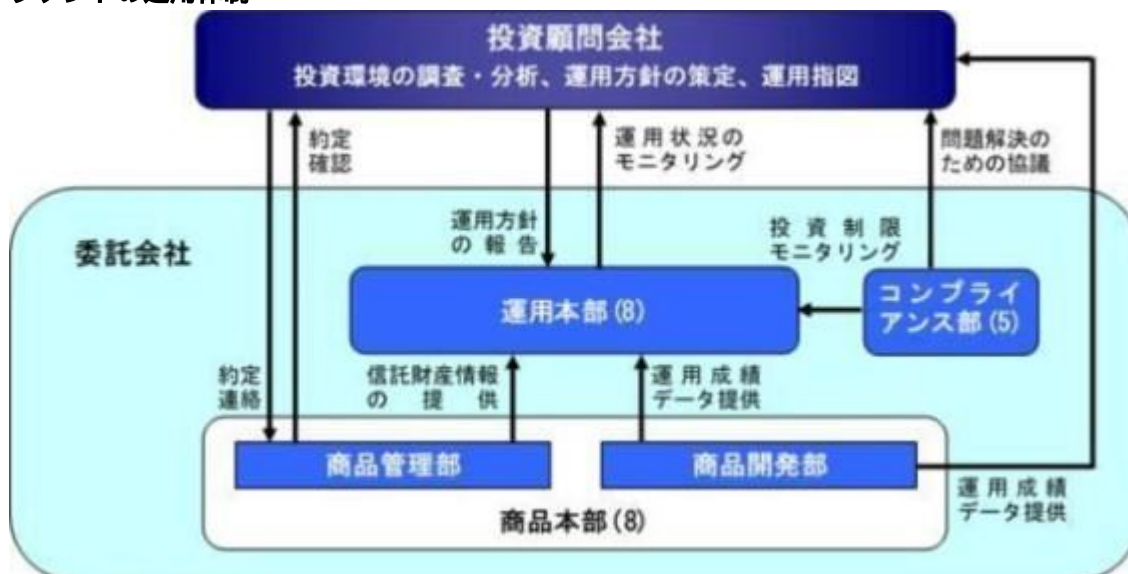 投資顧問会社
投資環境の調査・分析、運用方針の策定、運用指図
約定
確認
運用状況の
モニタリング
問題解決の
ための協議
委託会社
運用方針
の報告
投資制限
モニタリング
運用本部(8)
コンプライ
アンス部(5)
約定
連絡
信託財産情報
の提供
運用成績
データ提供
商品管理部
商品開発部
運用成績
データ提供
商品本部(8)